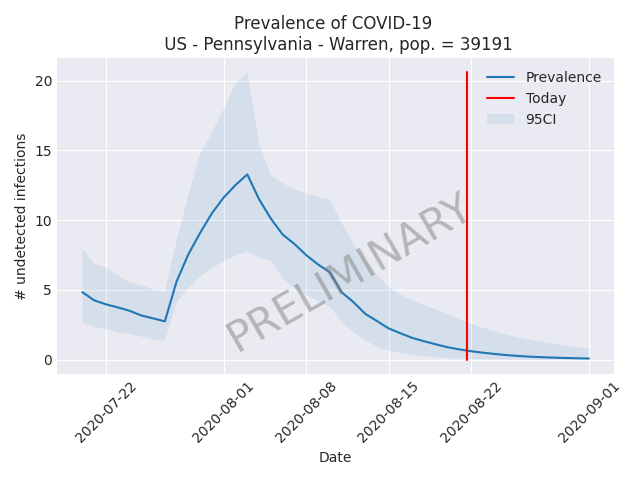 Prevalence of COVID-19
US - Pennsylvania - Warren, pop. = 39191
# undetected infections
20
15
10
5
0
Prevalence
Today
95CI
PRELIMINARY
2020-07-22
2020-08-01
2020-08-08
2020-08-15
2020-08-22
2020-09-01
Date